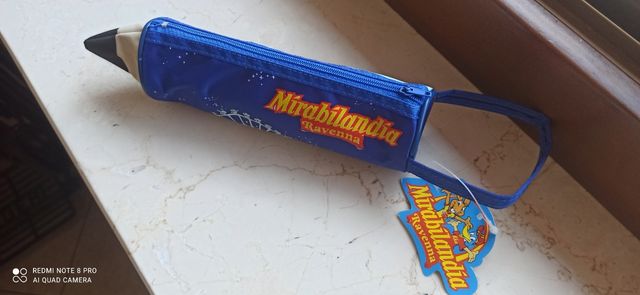 Mirabilandia
Ravenna
Mirabilandia
Ravenna
REDMI NOTE 8 PRO
AI QUAD CAMERA